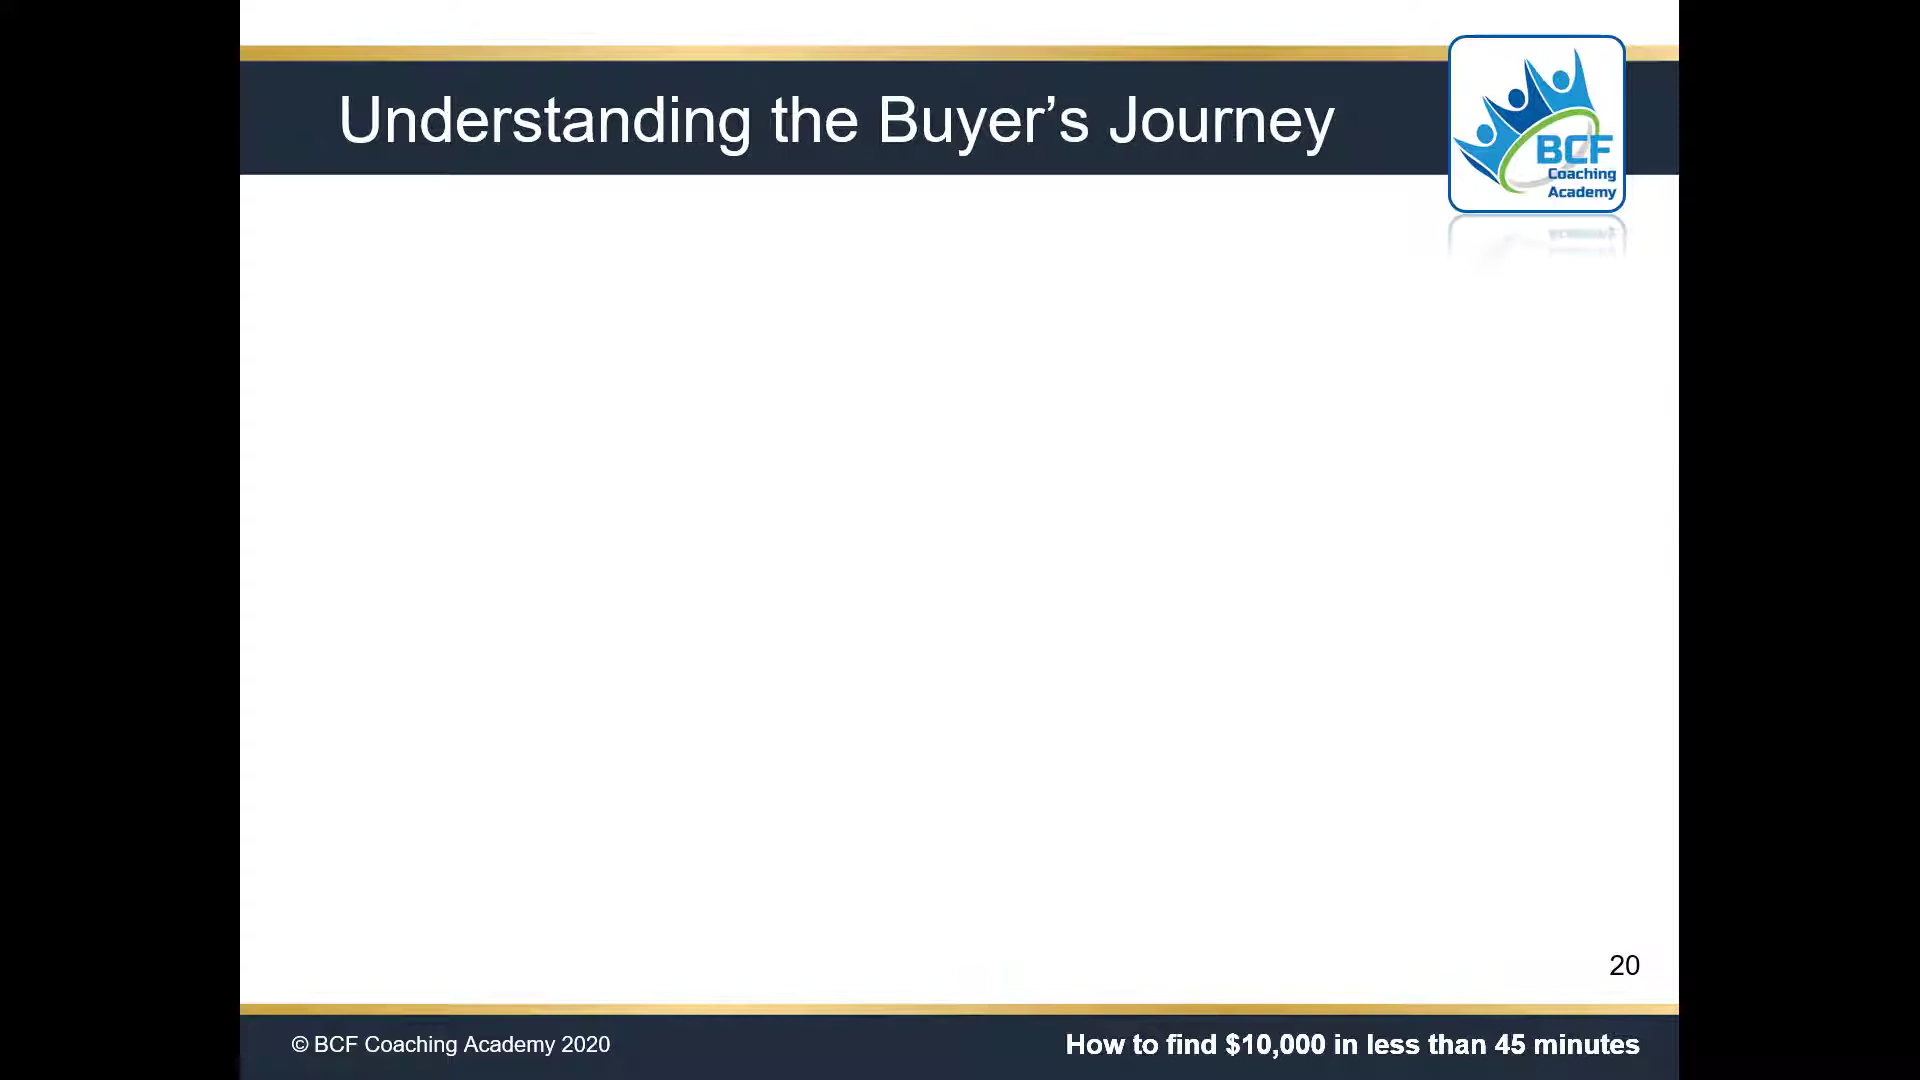 Understanding the Buyer’s Journey
BCF
Coaching
Academy
20
© BCF Coaching Academy 2020
How to find $10,000 in less than 45 minutes